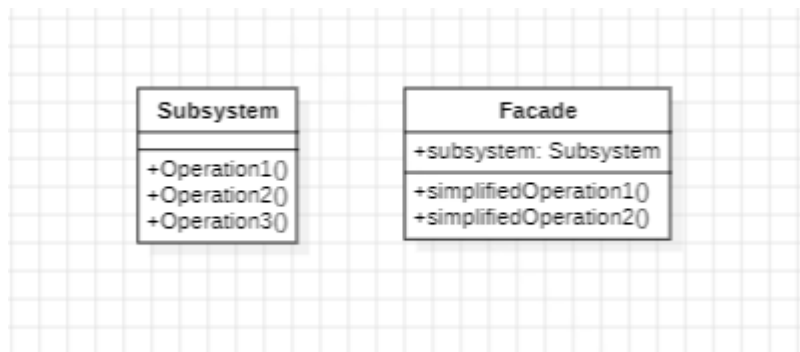 Subsystem
+Operation1()
+Operation2()
+Operation3()
Facade
+subsystem: Subsystem
+simplifiedOperation1()
+simplifiedOperation2()